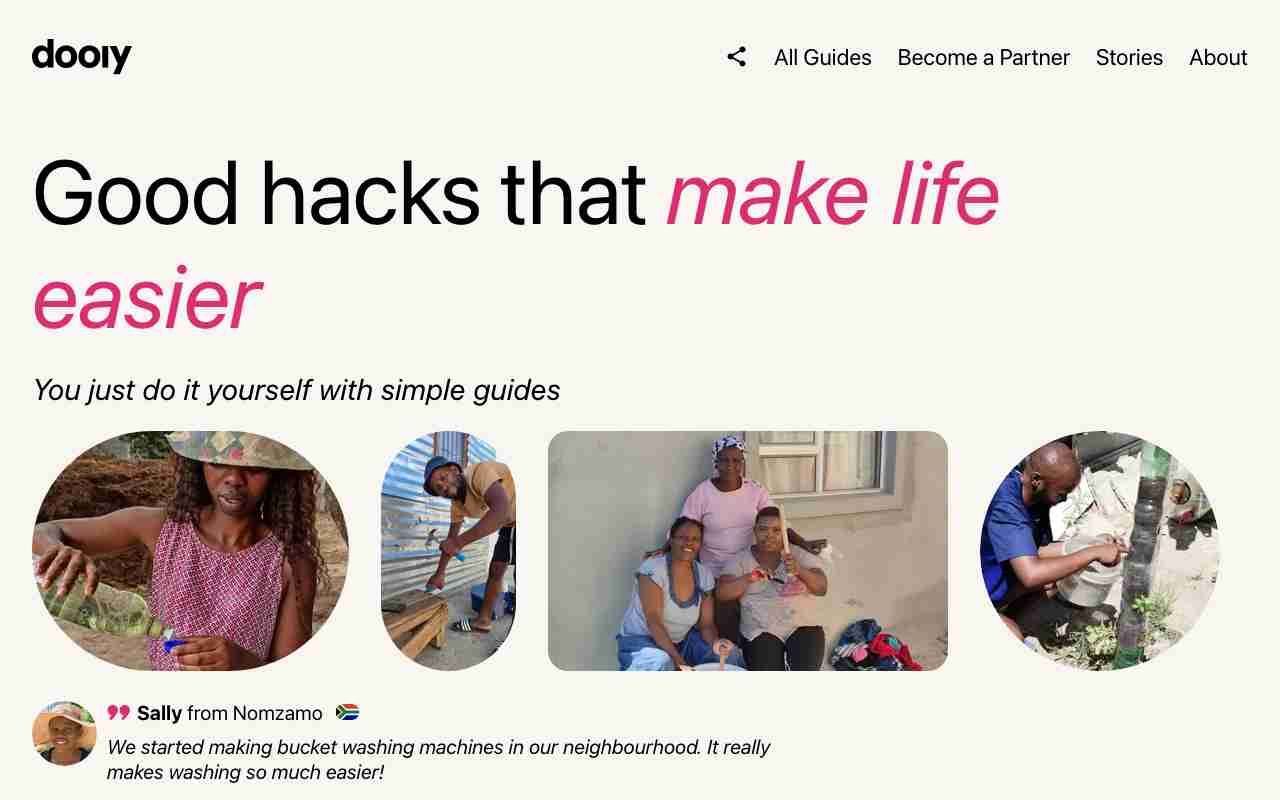 dooiy
All Guides Become a Partner Stories About
Good hacks that make life
easier
You just do it yourself with simple guides
Sally from Nomzamo
We started making bucket washing machines in our neighbourhood. It really
makes washing so much easier!